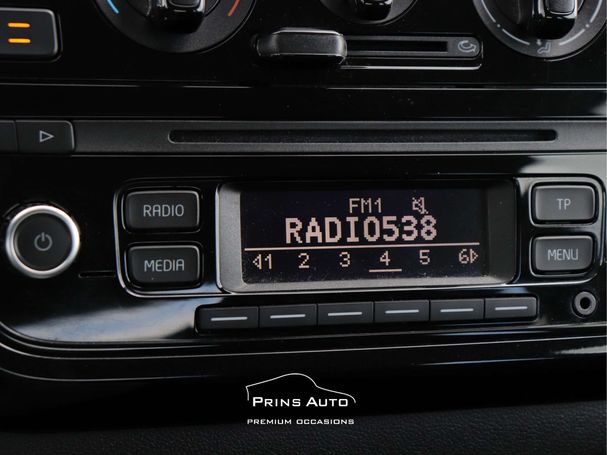 FM1
RADIO
RADIO538
TP
MEDIA
1 2 3 4 5 6
MENU
PRINS AUTO
PREMIUM OCCASIONS